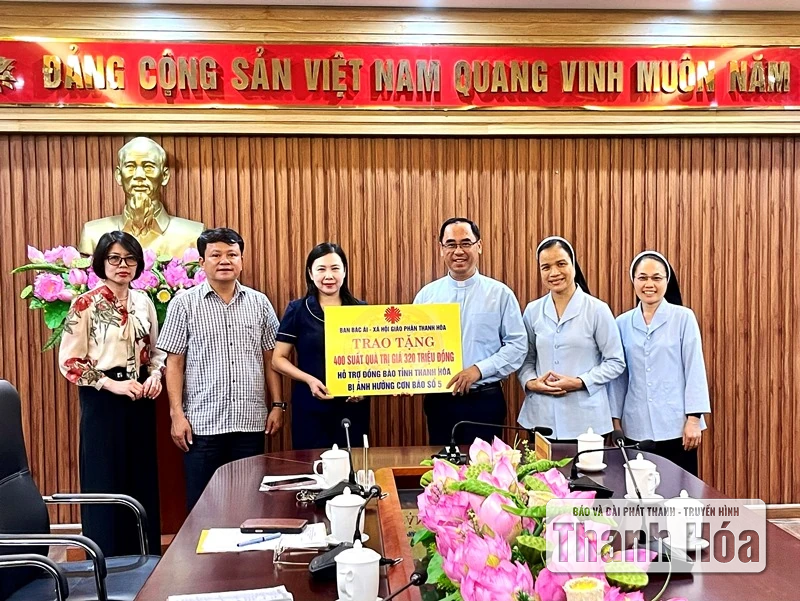 ĐẢNG CỘNG SẢN VIỆT NAM QUANG VINH MUÔN NĂM
BAN BÁC ÁI - XÃ HỘI GIÁO PHẬN THANH HÓA
TRAO TẶNG
400 SUẤT QUÀ TRỊ GIÁ 320 TRIỆU ĐỒNG
HỖ TRỢ ĐỒNG BÀO TỈNH THANH HÓA
BỊ ẢNH HƯỞNG CƠN BÃO SỐ 5
BÁO VÀ ĐÀI PHÁT THANH - TRUYỀN HÌNH
Thanh Hóa